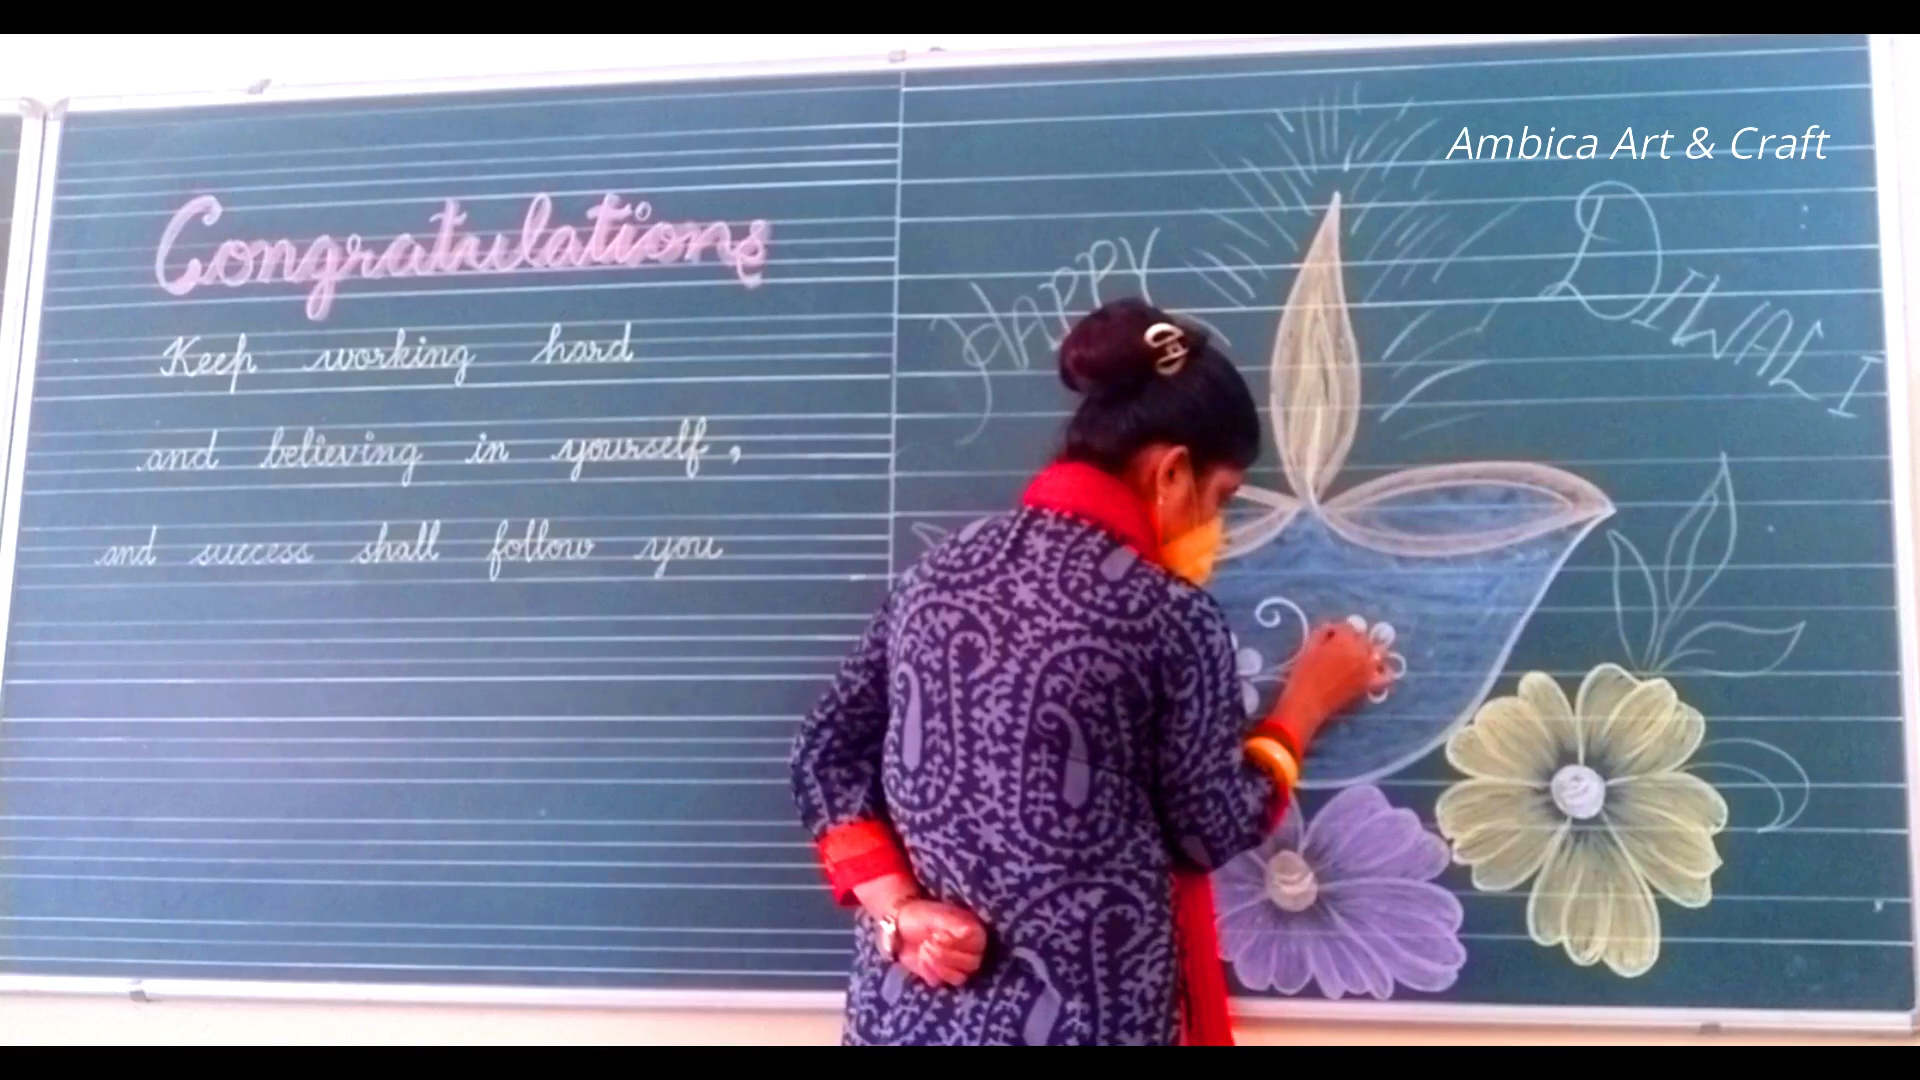 Congratulations
Keep working hard
and believing in yourself,
and success shall follow you
Ambica Art & Craft
HAPPY DIWALI